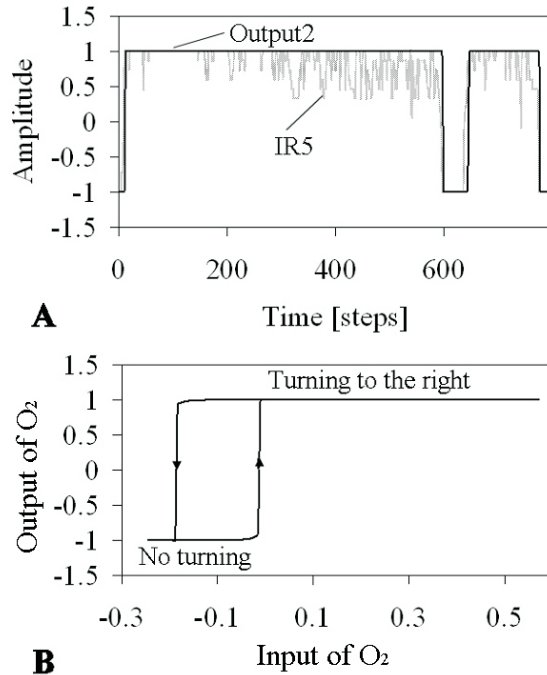 1.5
Output2
1
0.5
0
IR5
-0.5
-1
-1.5
Amplitude
0 200 400 600
A Time [steps]
1.5
Turning to the right
1
0.5
0
-0.5
-1
No turning
-1.5
Output of O₂
-0.3 -0.1 0.1 0.3 0.5
B Input of O₂